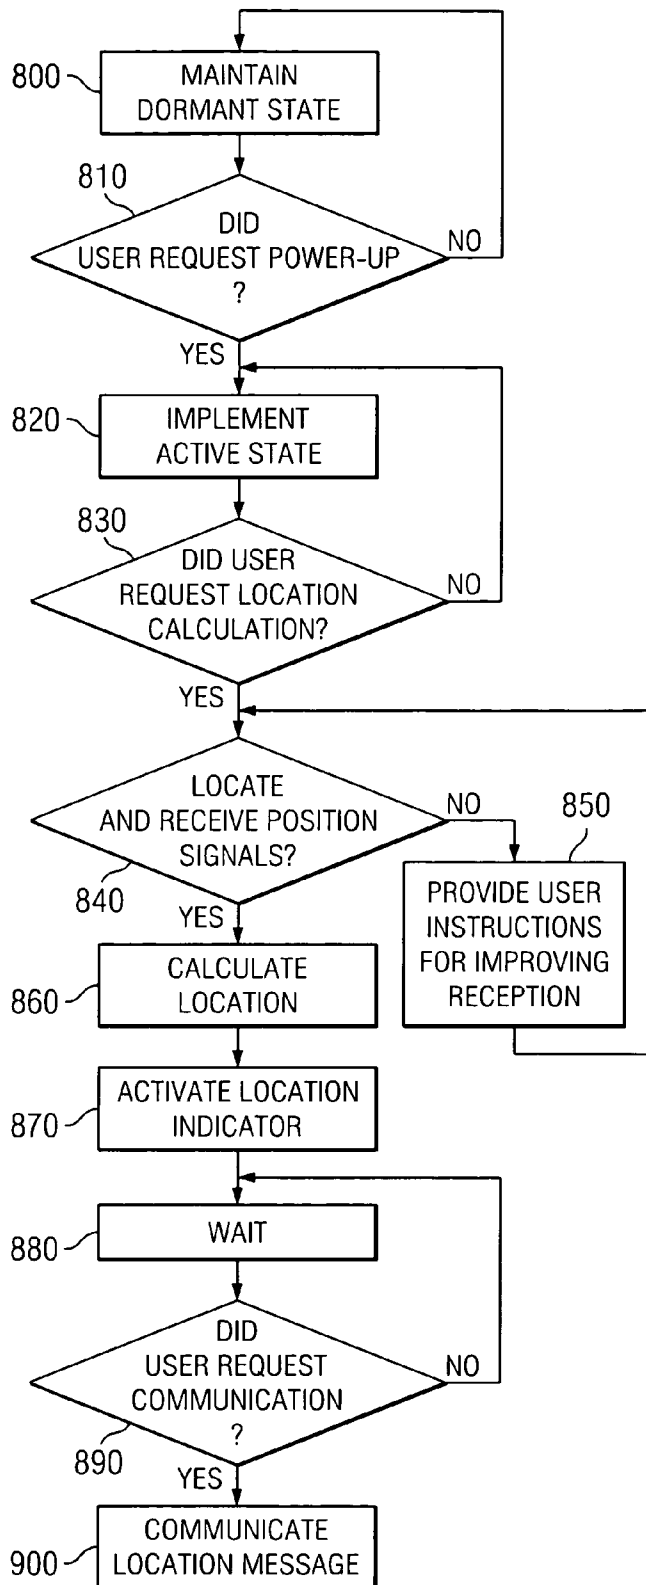 800
MAINTAIN
DORMANT STATE
810
DID
USER REQUEST POWER-UP
?
NO
YES
820
IMPLEMENT
ACTIVE STATE
830
DID USER
REQUEST LOCATION
CALCULATION?
NO
YES
LOCATE
AND RECEIVE POSITION
SIGNALS?
NO
840
YES
850
PROVIDE USER
INSTRUCTIONS
FOR IMPROVING
RECEPTION
860
CALCULATE
LOCATION
870
ACTIVATE LOCATION
INDICATOR
880
WAIT
DID
USER REQUEST
COMMUNICATION
?
NO
890
YES
900
COMMUNICATE
LOCATION MESSAGE